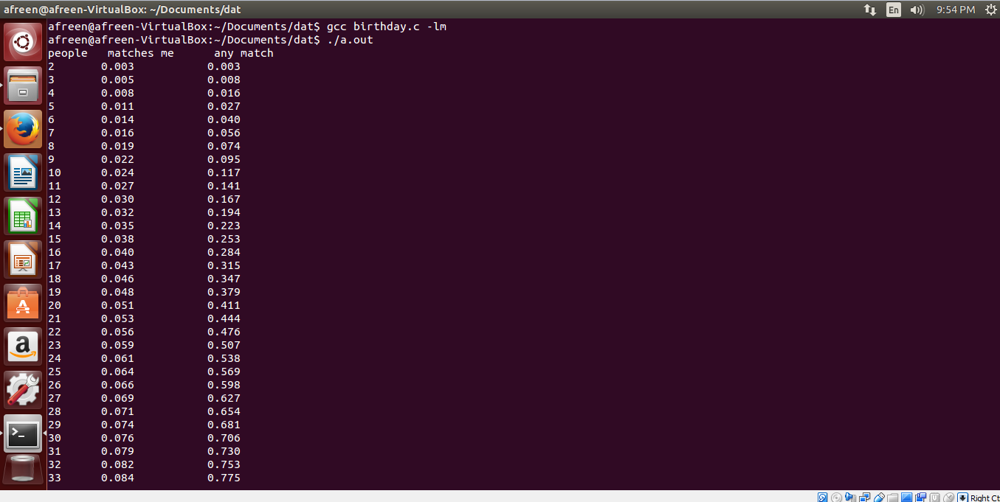 afreen@afreen-VirtualBox: ~/Documents/dat En 9:54 PM
afreen@afreen-VirtualBox:~/Documents/dat$ gcc birthday.c -lm
afreen@afreen-VirtualBox:~/Documents/dat$ ./a.out
people matches me any match
2 0.003 0.003
3 0.005 0.008
4 0.008 0.016
5 0.011 0.027
6 0.014 0.040
7 0.016 0.056
8 0.019 0.074
9 0.022 0.095
10 0.024 0.117
11 0.027 0.141
12 0.030 0.167
13 0.032 0.194
14 0.035 0.223
15 0.038 0.253
16 0.040 0.284
17 0.043 0.315
18 0.046 0.347
19 0.048 0.379
20 0.051 0.411
21 0.053 0.444
22 0.056 0.476
23 0.059 0.507
24 0.061 0.538
25 0.064 0.569
26 0.066 0.598
27 0.069 0.627
28 0.071 0.654
29 0.074 0.681
30 0.076 0.706
31 0.079 0.730
32 0.082 0.753
33 0.084 0.775
Right Ct